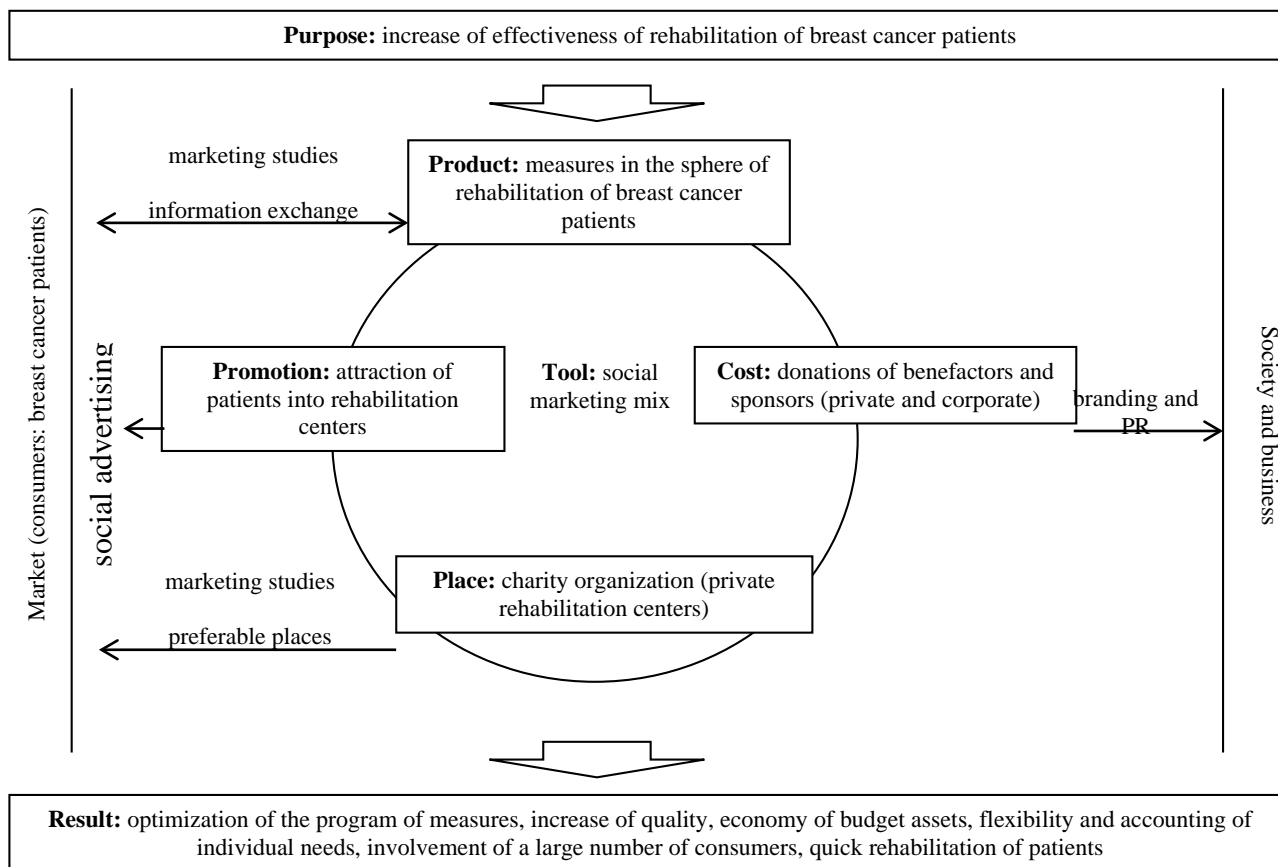 Purpose: increase of effectiveness of rehabilitation of breast cancer patients
marketing studies
information exchange
Product: measures in the sphere of
rehabilitation of breast cancer
patients
Market (consumers: breast cancer patients)
social advertising
Promotion: attraction of
patients into rehabilitation
centers
Tool: social
marketing mix
Cost: donations of benefactors and
sponsors (private and corporate)
branding and
PR
Society and business
marketing studies
preferable places
Place: charity organization (private
rehabilitation centers)
Result: optimization of the program of measures, increase of quality, economy of budget assets, flexibility and accounting of
individual needs, involvement of a large number of consumers, quick rehabilitation of patients